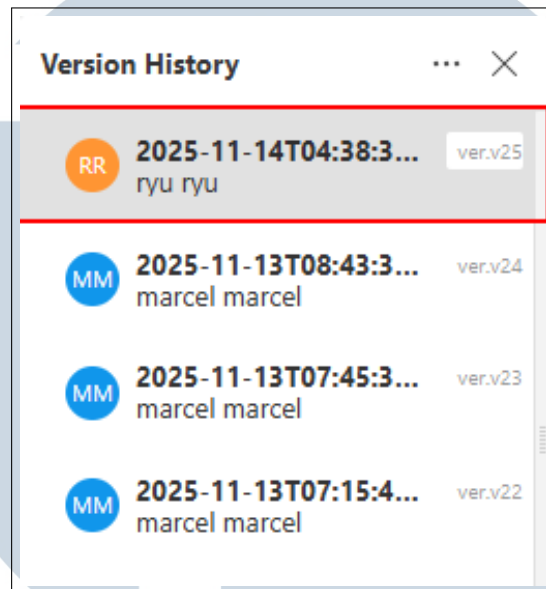 Version History ...
RR 2025-11-14T04:38:3... ver.v25
ryu ryu
MM 2025-11-13T08:43:3... ver.v24
marcel marcel
MM 2025-11-13T07:45:3... ver.v23
marcel marcel
MM 2025-11-13T07:15:4... ver.v22
marcel marcel